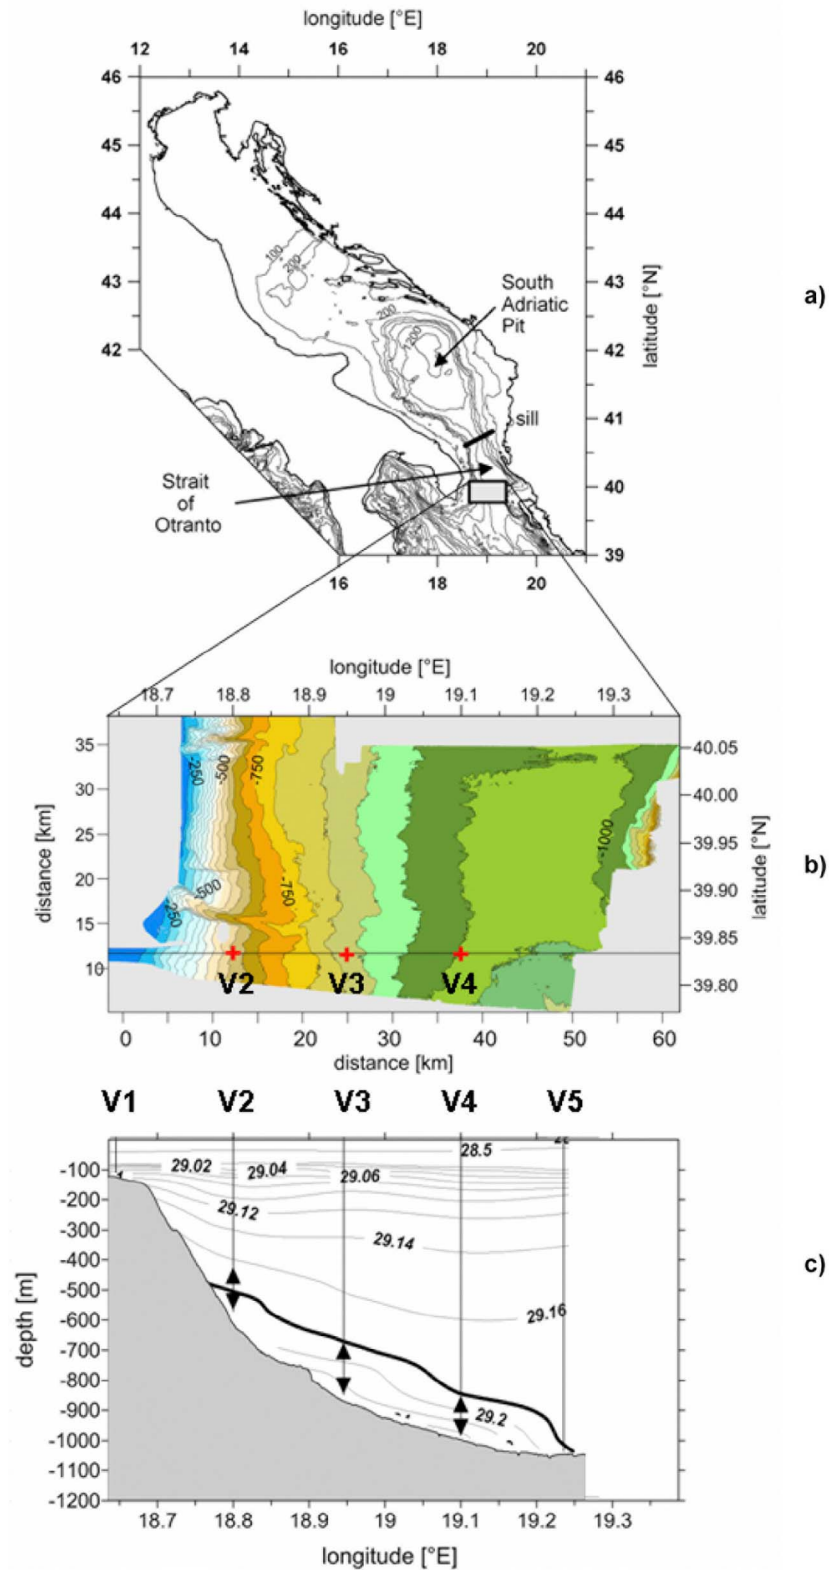 longitude [°E]
12 14 16 18 20
46 46
45 45
44 44
43 43
42 42
41
40
39
16 18 20
latitude [°N]
100
200
200
1200
South
Adriatic
Pit
sill
Strait
of
Otranto
a)
longitude [°E]
18.7 18.8 18.9 19 19.1 19.2 19.3
35
30
25
20
15
10
distance [km]
-250
-500
-750
-1000
-500
-250
-750
40.05
40.00
39.95
39.90
39.85
39.80
latitude [°N]
b)
V2 V3 V4
0 10 20 30 40 50 60
distance [km]
V1 V2 V3 V4 V5
-100
-200
-300
-400
-500
-600
-700
-800
-900
-1000
-1100
-1200
depth [m]
28.5
29.02 29.04 29.06
29.12
29.14
29.16
29.2
c)
18.7 18.8 18.9 19 19.1 19.2 19.3
longitude [°E]